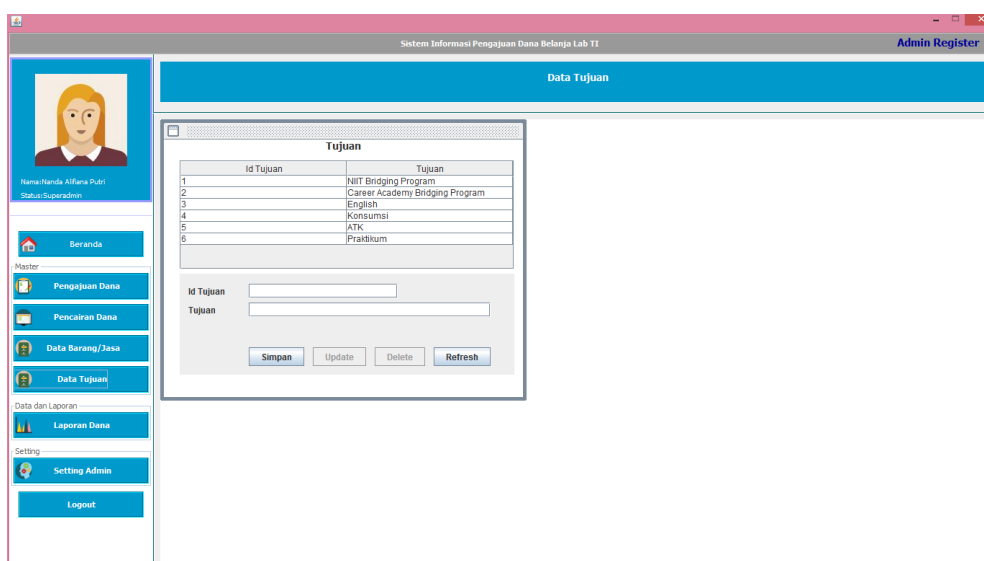 Sistem Informasi Pengajuan Dana Belanja Lab TI
Admin Register
Data Tujuan
Nama:Nanda Alfiana Putri
Status:Superadmin
Beranda
Master
Pengajuan Dana
Pencairan Dana
Data Barang/Jasa
Data Tujuan
Data dan Laporan
Laporan Dana
Setting
Setting Admin
Logout
Tujuan
Id Tujuan Tujuan
1 NIIT Bridging Program
2 Career Academy Bridging Program
3 English
4 Konsumsi
5 ATK
6 Praktikum
Id Tujuan
Tujuan
Simpan Update Delete Refresh